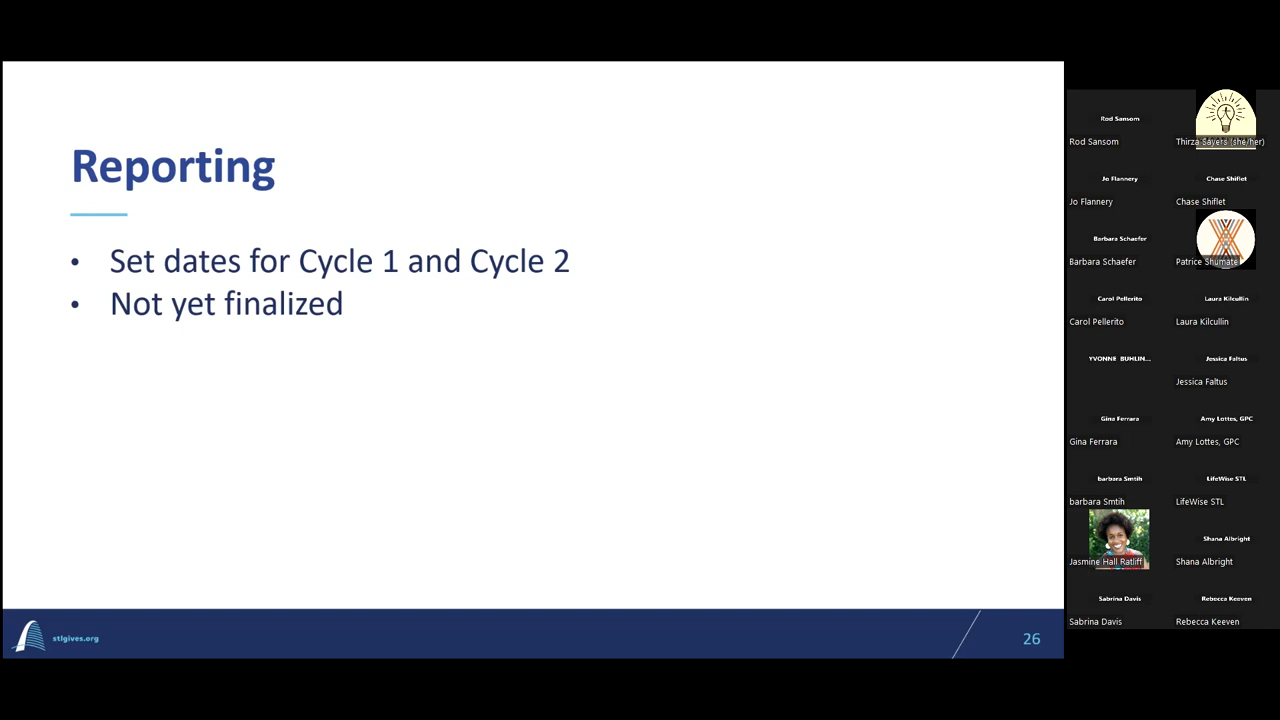 Reporting
• Set dates for Cycle 1 and Cycle 2
• Not yet finalized
stlgives.org
26
Rod Sansom
Rod Sansom
Thirza Sayers (she/her)
Jo Flannery
Chase Shiflet
Jo Flannery
Chase Shiflet
Barbara Schaefer
Barbara Schaefer
Patrice Shumate
Carol Pellerito
Laura Kilcullin
Carol Pellerito
Laura Kilcullin
YVONNE BUHLIN...
Jessica Faltus
Jessica Faltus
Gina Ferrara
Amy Lottes, GPC
Gina Ferrara
Amy Lottes, GPC
barbara Smtih
LifeWise STL
barbara Smtih
LifeWise STL
Shana Albright
Jasmine Hall Ratliff
Shana Albright
Sabrina Davis
Rebecca Keeven
Sabrina Davis
Rebecca Keeven